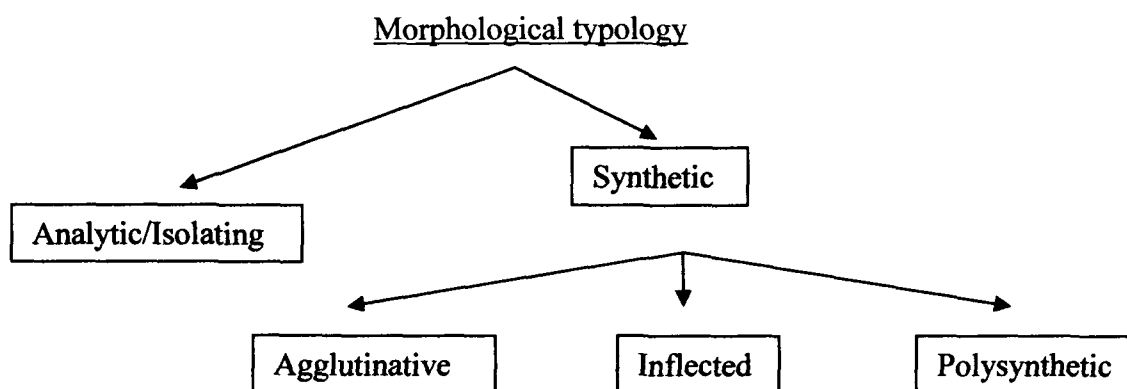 Morphological typology
Synthetic
Analytic/Isolating
Agglutinative
Inflected
Polysynthetic